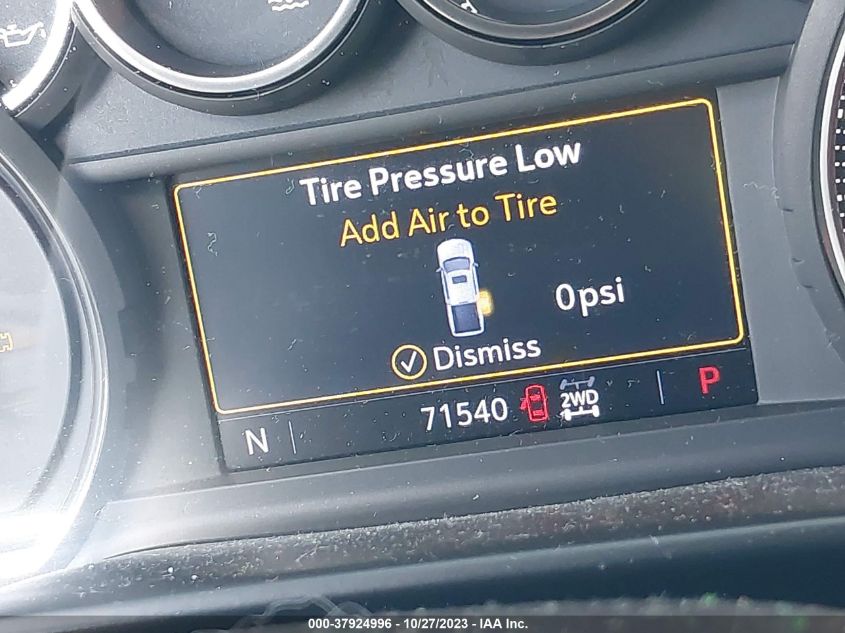 Tire Pressure Low
Add Air to Tire
0psi
Dismiss
N 71540 2WD P
000-37924996 - 10/27/2023 - IAA Inc.